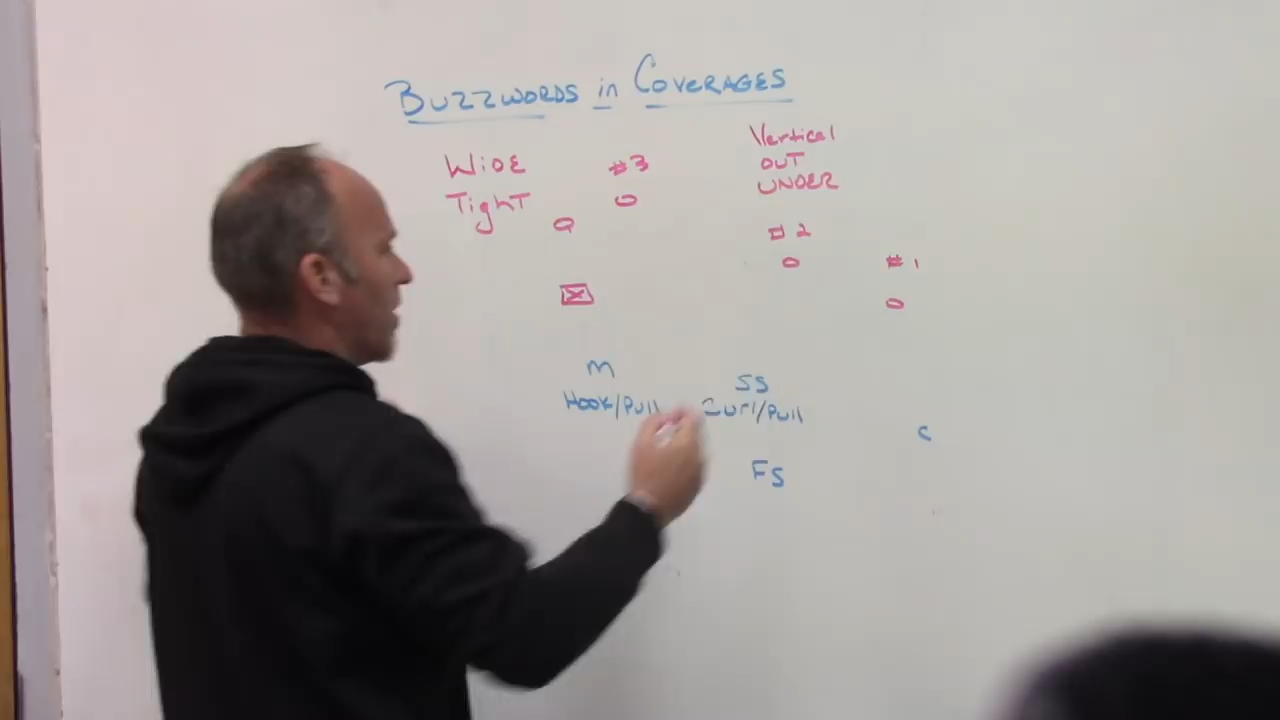 BUZZWORDS in COVERAGES
Vertical
OUT
UNDER
WIDE
TighT
#3
#2
#1
M
Hook/Pull
SS
Curl/Pull
C
FS